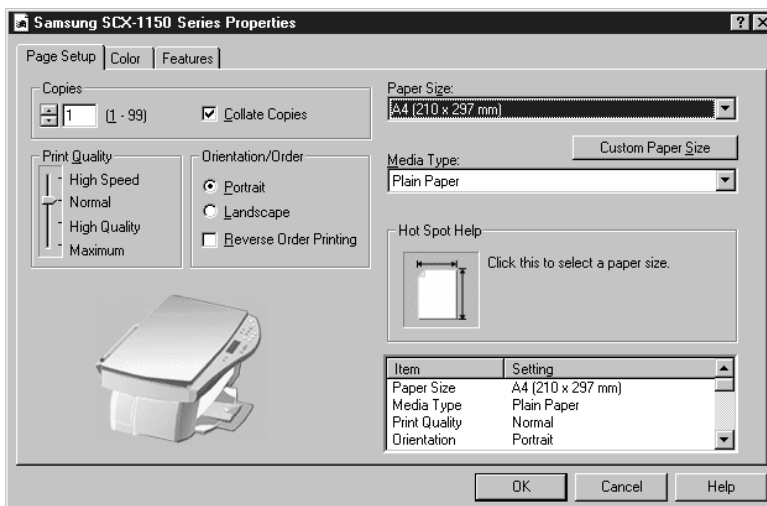 Samsung SCX-1150 Series Properties
Page Setup
Color
Features
Copies
1
(1 - 99)
Collate Copies
Print Quality
High Speed
Normal
High Quality
Maximum
Orientation/Order
Portrait
Landscape
Reverse Order Printing
Paper Size:
A4 (210 x 297 mm)
Custom Paper Size
Media Type:
Plain Paper
Hot Spot Help
Click this to select a paper size.
Item Setting
Paper Size A4 (210 x 297 mm)
Media Type Plain Paper
Print Quality Normal
Orientation Portrait
OK
Cancel
Help